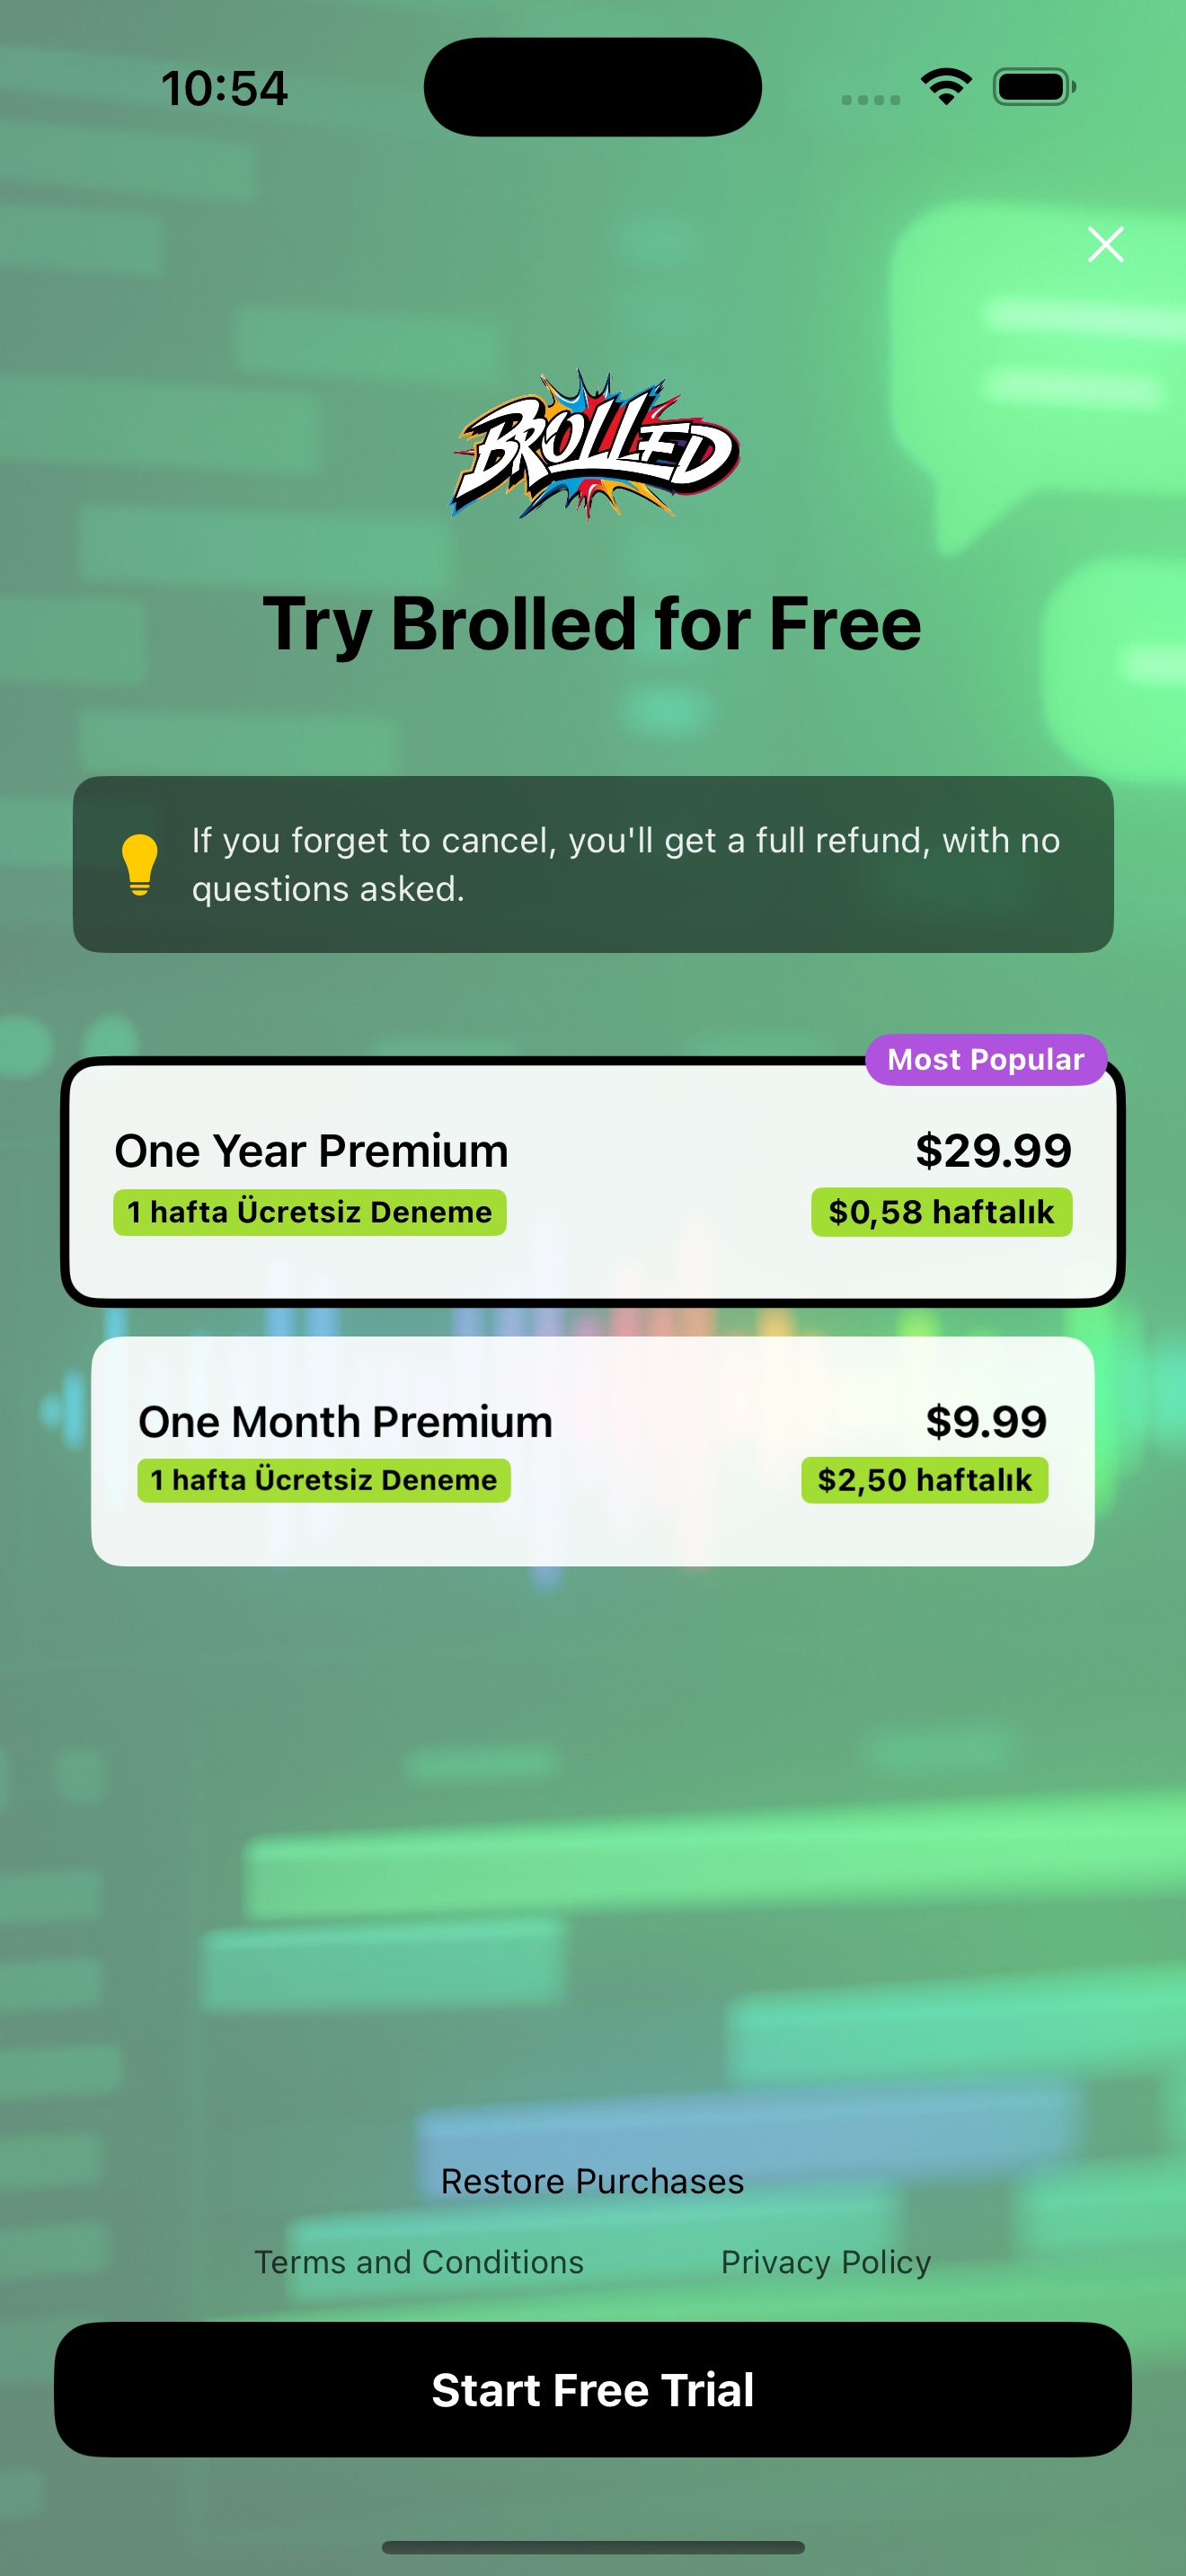 10:54
BROLLED
Try Brolled for Free
If you forget to cancel, you'll get a full refund, with no
questions asked.
Most Popular
One Year Premium
$29.99
1 hafta Ücretsiz Deneme
$0,58 haftalık
One Month Premium
$9.99
1 hafta Ücretsiz Deneme
$2,50 haftalık
Restore Purchases
Terms and Conditions
Privacy Policy
Start Free Trial